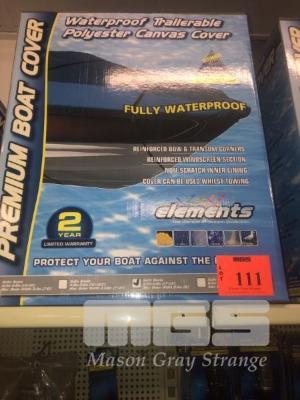 PREMIUM BOAT COVER
Waterproof Trailerable
Polyester Canvas Cover
FULLY WATERPROOF
REINFORCED BOW & TRANSOM CORNERS
REINFORCED WINDSCREEN SECTION
NON-SCRATCH INNER LINING
COVER CAN BE USED WHILST TOWING
elements
2
YEAR
LIMITED WARRANTY
PROTECT YOUR BOAT AGAINST THE
MGS
LOT
111
MGS
Mason Gray Strange